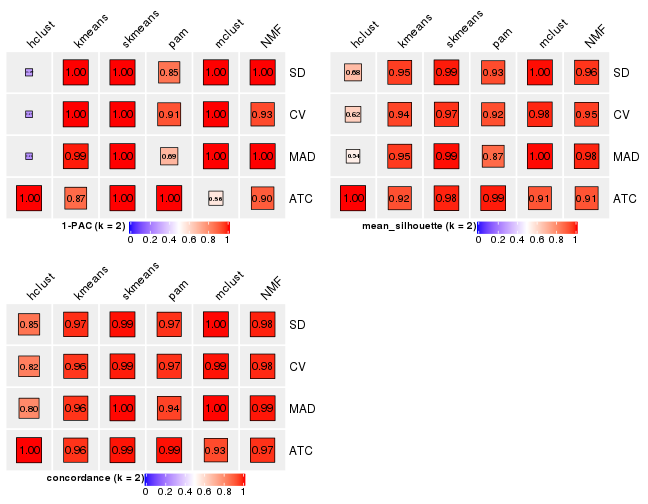 hclust kmeans skmeans pam mclust NMF
1.00 1.00 0.85 1.00 1.00 SD
1.00 1.00 0.91 1.00 0.93 CV
0.99 1.00 0.69 1.00 1.00 MAD
1.00 0.87 1.00 1.00 0.56 0.90 ATC
1-PAC (k = 2)
0 0.2 0.4 0.6 0.8 1
hclust kmeans skmeans pam mclust NMF
0.68 0.95 0.99 0.93 1.00 0.96 SD
0.62 0.94 0.97 0.92 0.98 0.95 CV
0.54 0.95 0.99 0.87 1.00 0.98 MAD
1.00 0.92 0.98 0.99 0.91 0.91 ATC
mean_silhouette (k = 2)
0 0.2 0.4 0.6 0.8 1
hclust kmeans skmeans pam mclust NMF
0.85 0.97 0.99 0.97 1.00 0.98 SD
0.82 0.96 0.99 0.97 0.99 0.98 CV
0.80 0.96 0.99 0.94 1.00 0.99 MAD
1.00 0.96 0.99 0.99 0.93 0.97 ATC
concordance (k = 2)
0 0.2 0.4 0.6 0.8 1